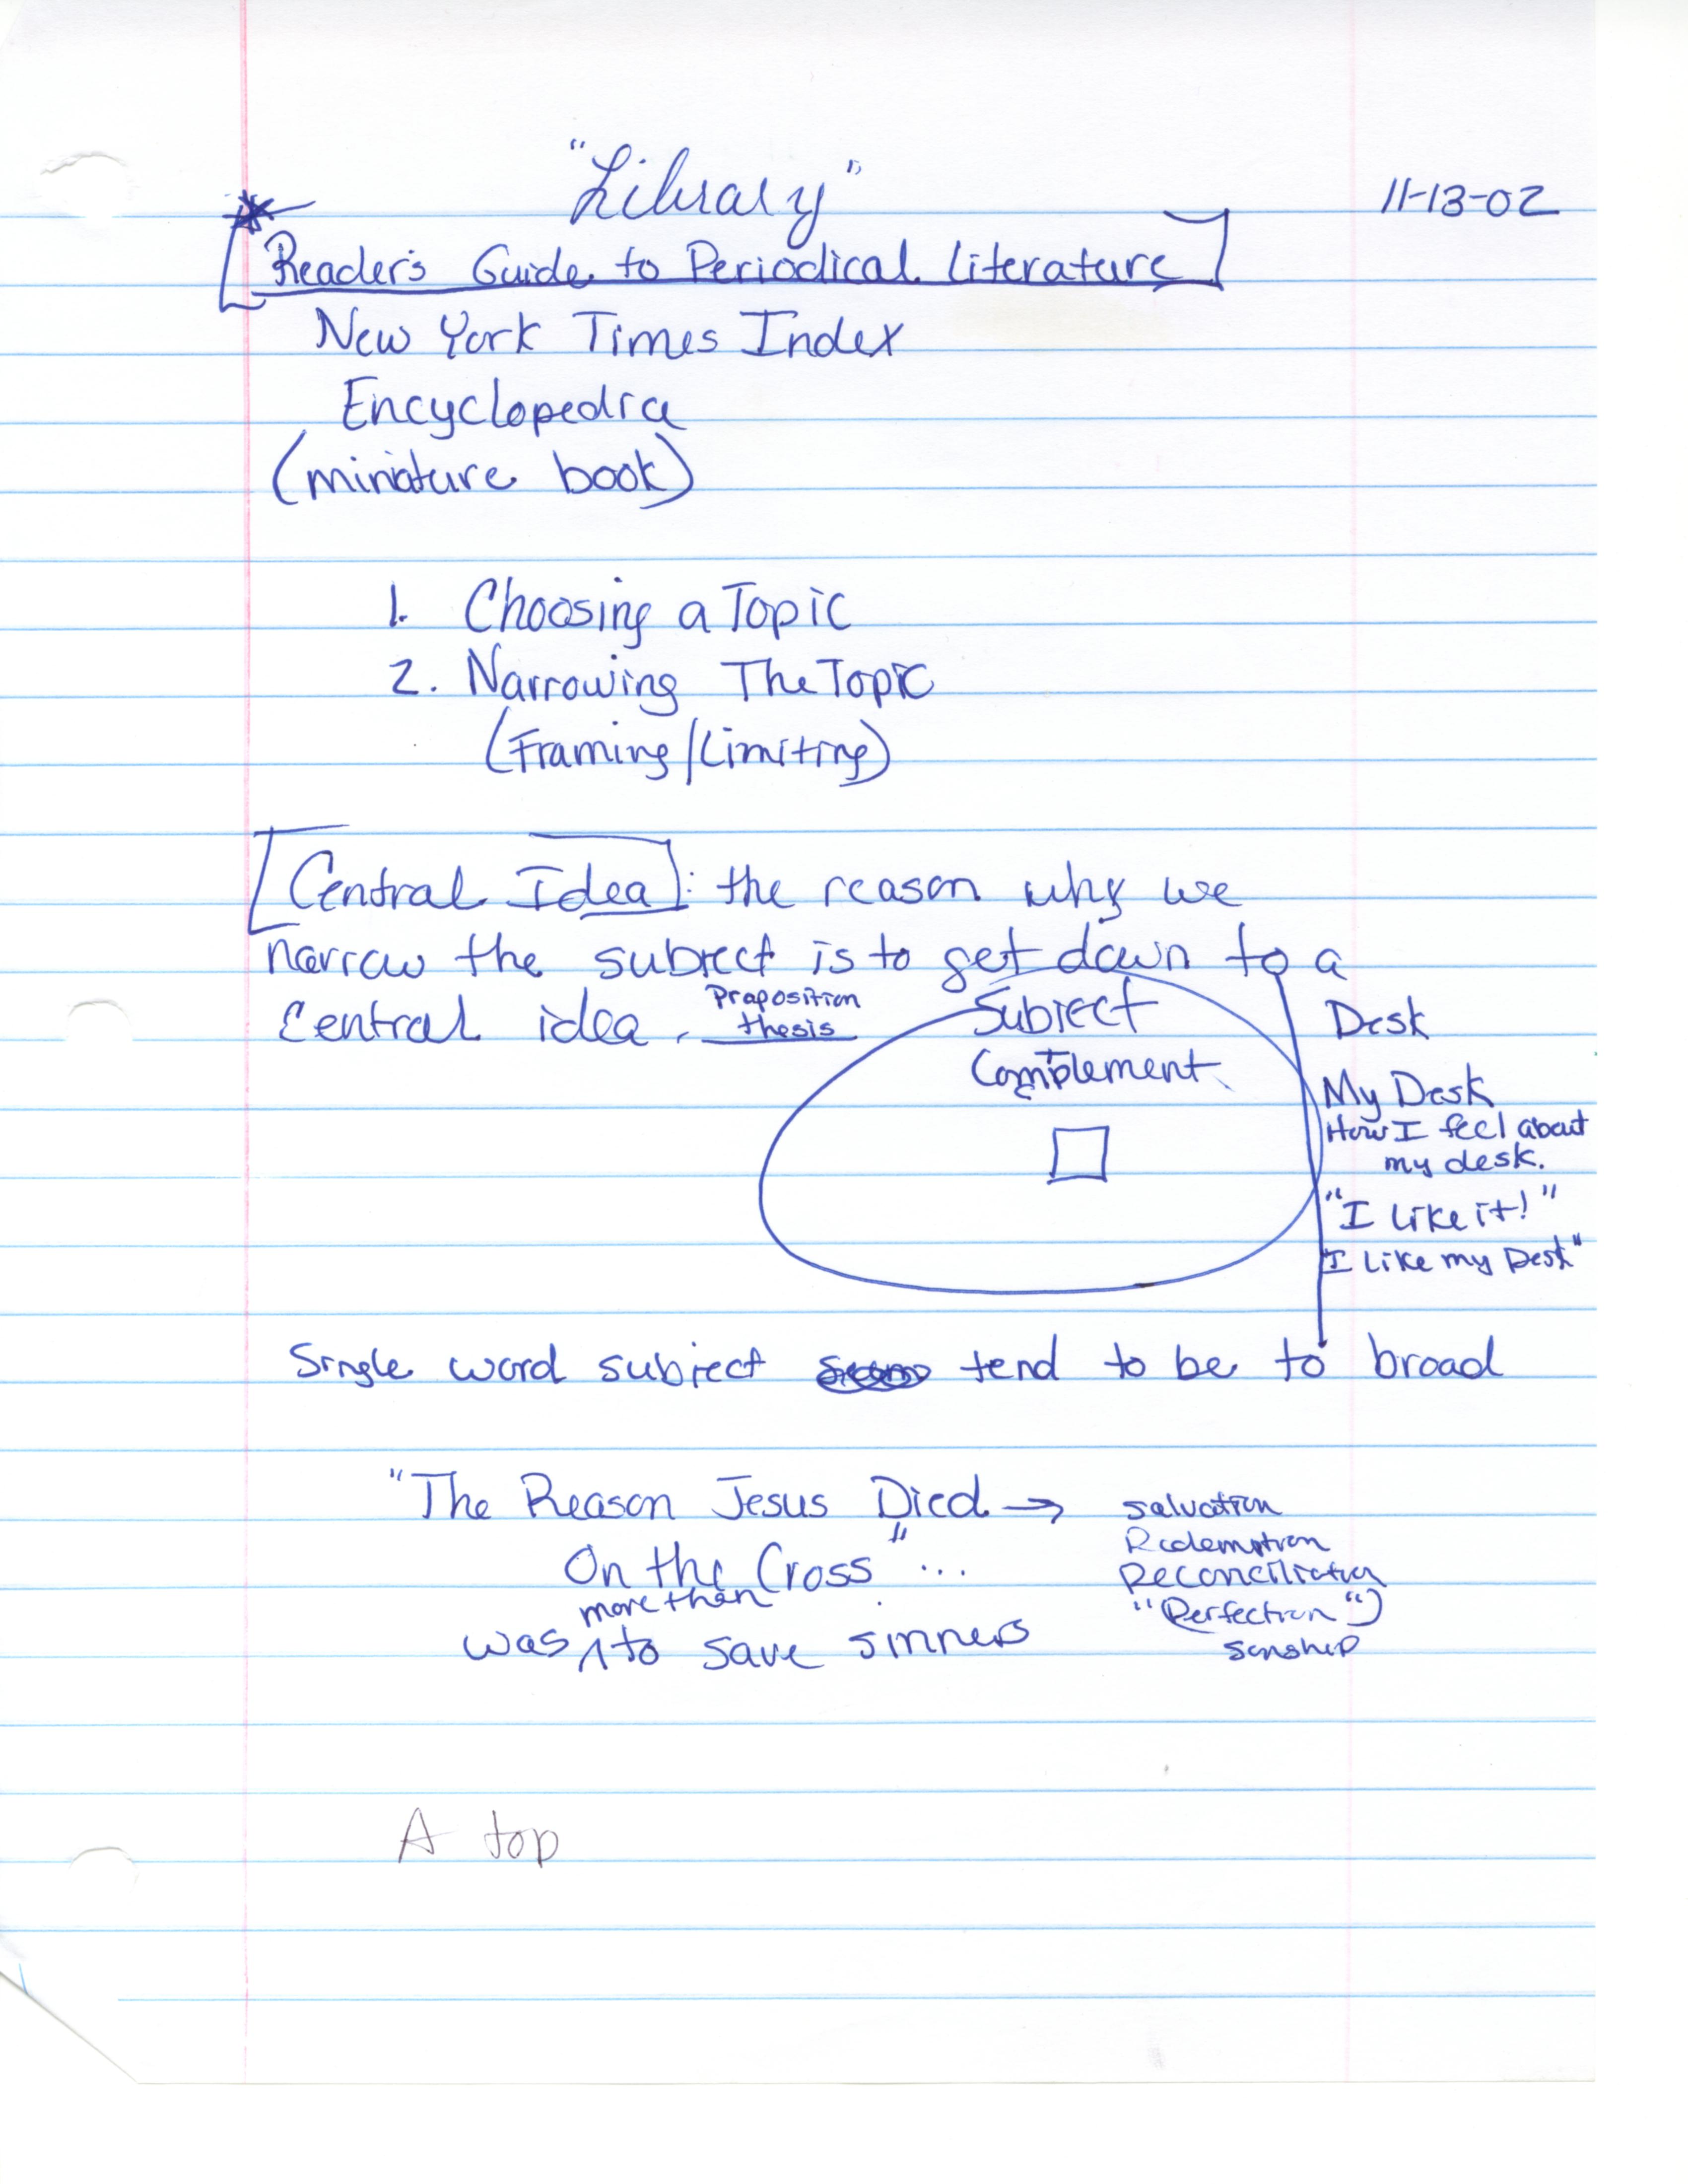 "Library"
11-13-02
* [Reader's Guide to Periodical Literature]
New York Times Index
Encyclopedia
(miniature book)
1. Choosing a Topic
2. Narrowing The Topic
(Framing/Limiting)
[Central Idea]: the reason why we
narrow the subject is to get down to a
Central idea.
Proposition
thesis
Subject
+
Complement
Desk
My Desk
How I feel about
my desk.
"I like it!"
I like my Desk"
Single word subject tend to be to broad
"The Reason Jesus Died →
On the Cross" ...
more than
was ^ to save sinners
salvation
Redemption
Reconciliation
"(Perfection")
sonship
A top